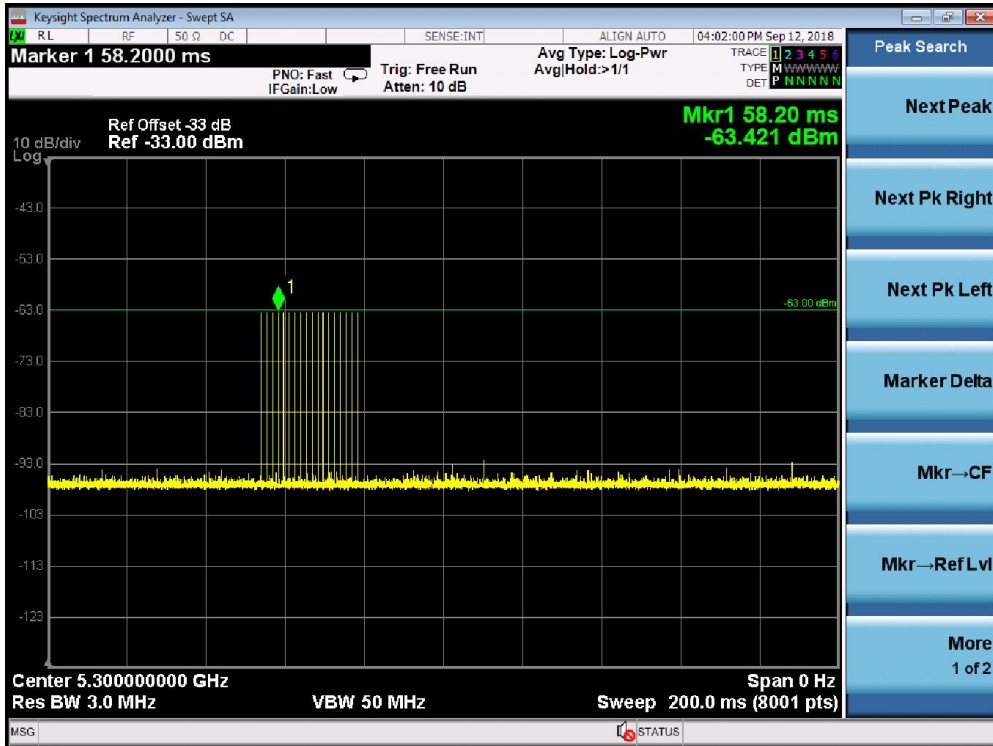 Keysight Spectrum Analyzer - Swept SA
LXI RL RF 50 Ω DC SENSE:INT ALIGN AUTO 04:02:00 PM Sep 12, 2018
Marker 1 58.2000 ms
PNO: Fast
IFGain:Low
Trig: Free Run
Atten: 10 dB
Avg Type: Log-Pwr
Avg|Hold:>1/1
TRACE 1 2 3 4 5 6
TYPE M WWWWW
DET P NNNNN
Mkr1 58.20 ms
-63.421 dBm
Ref Offset -33 dB
10 dB/div Ref -33.00 dBm
Log
-43.0
-53.0
1
-63.0
-63.00 dBm
-73.0
-83.0
-93.0
-103
-113
-123
Center 5.300000000 GHz Span 0 Hz
Res BW 3.0 MHz VBW 50 MHz Sweep 200.0 ms (8001 pts)
MSG STATUS
Peak Search
Next Peak
Next Pk Right
Next Pk Left
Marker Delta
Mkr→CF
Mkr→Ref Lvl
More
1 of 2